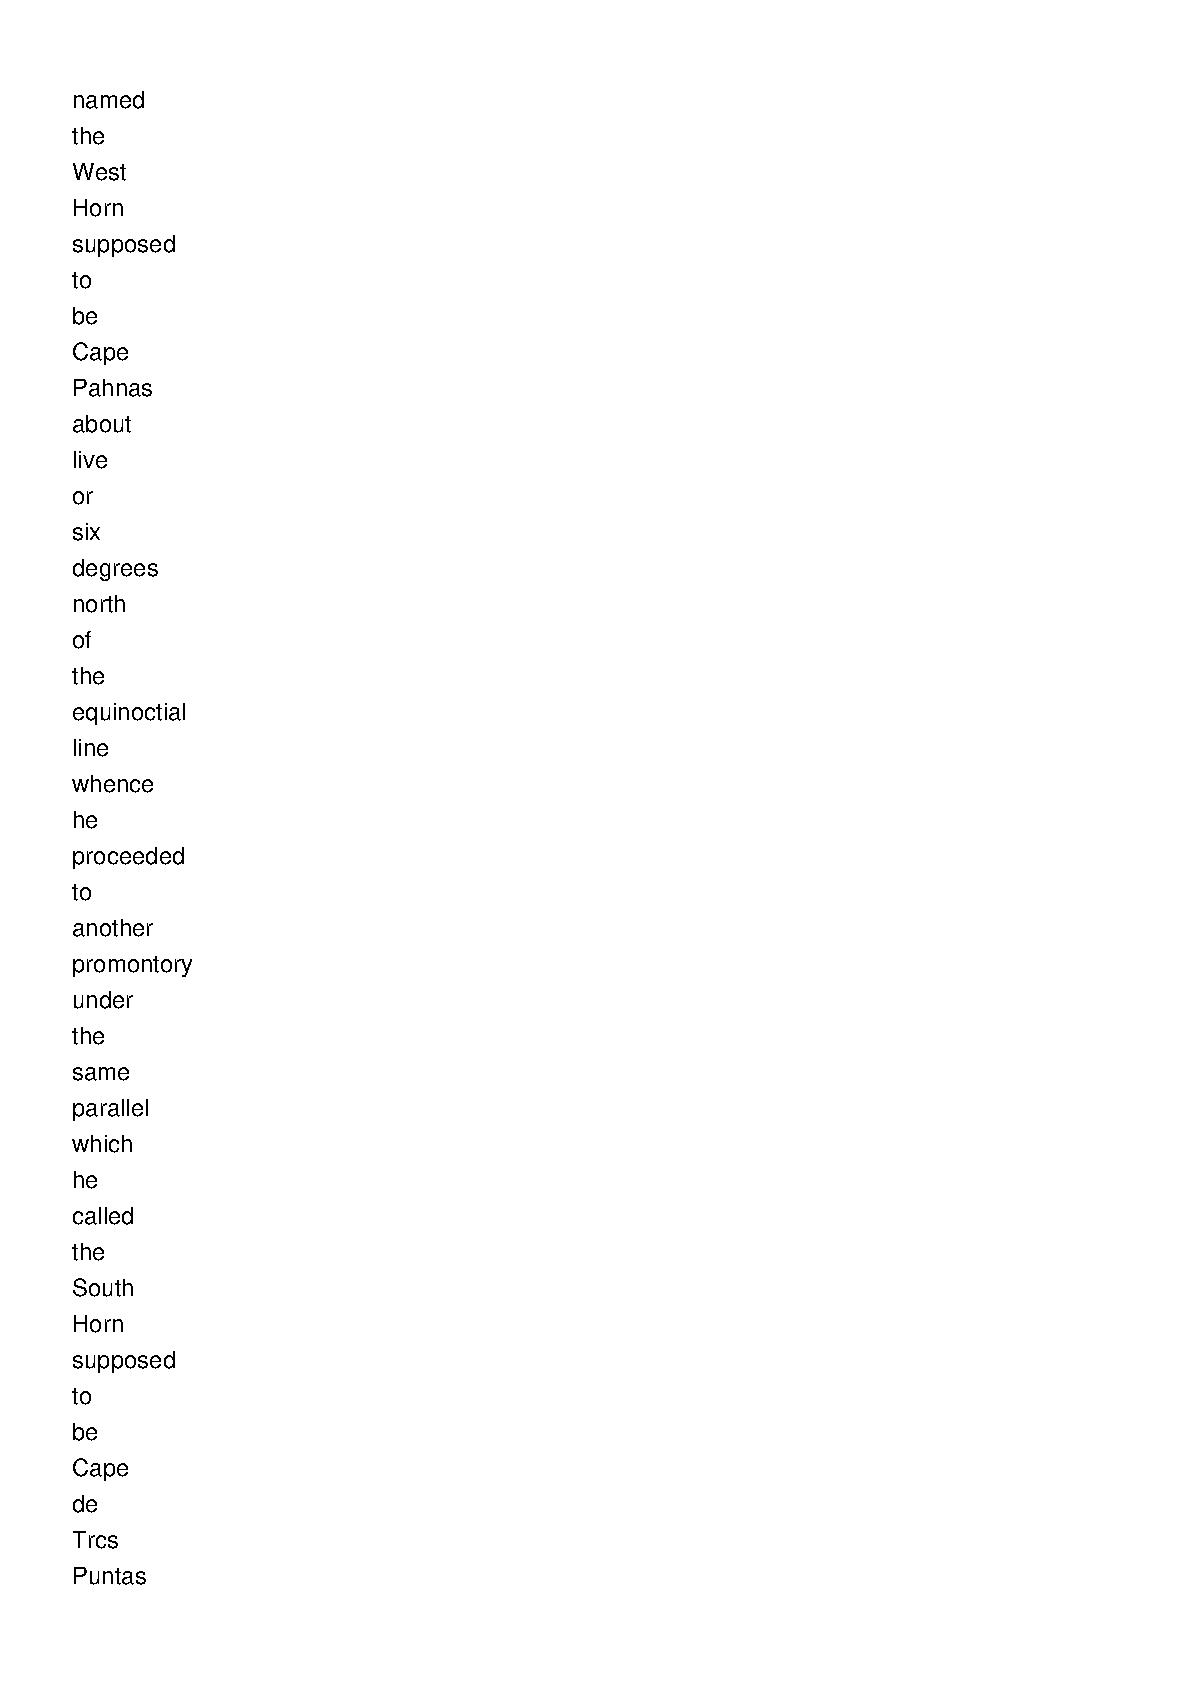 named
the
West
Horn
supposed
to
be
Cape
Pahnas
about
live
or
six
degrees
north
of
the
equinoctial
line
whence
he
proceeded
to
another
promontory
under
the
same
parallel
which
he
called
the
South
Horn
supposed
to
be
Cape
de
Trcs
Puntas